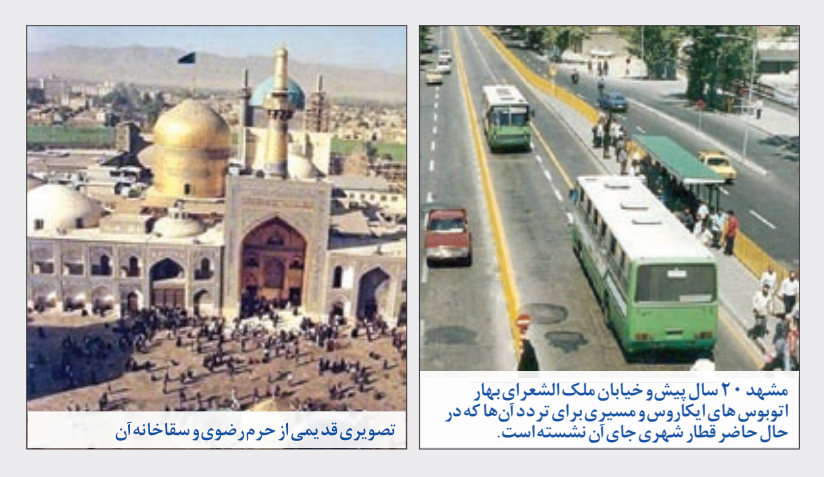 مشهد ۲۰ سال پیش و خیابان ملک الشعرای بهار
اتوبوس های ایکاروس و مسیری برای تردد آن‌ها که در
حال حاضر قطار شهری جای آن نشسته است.
تصویری قدیمی از حرم رضوی و سقاخانه آن